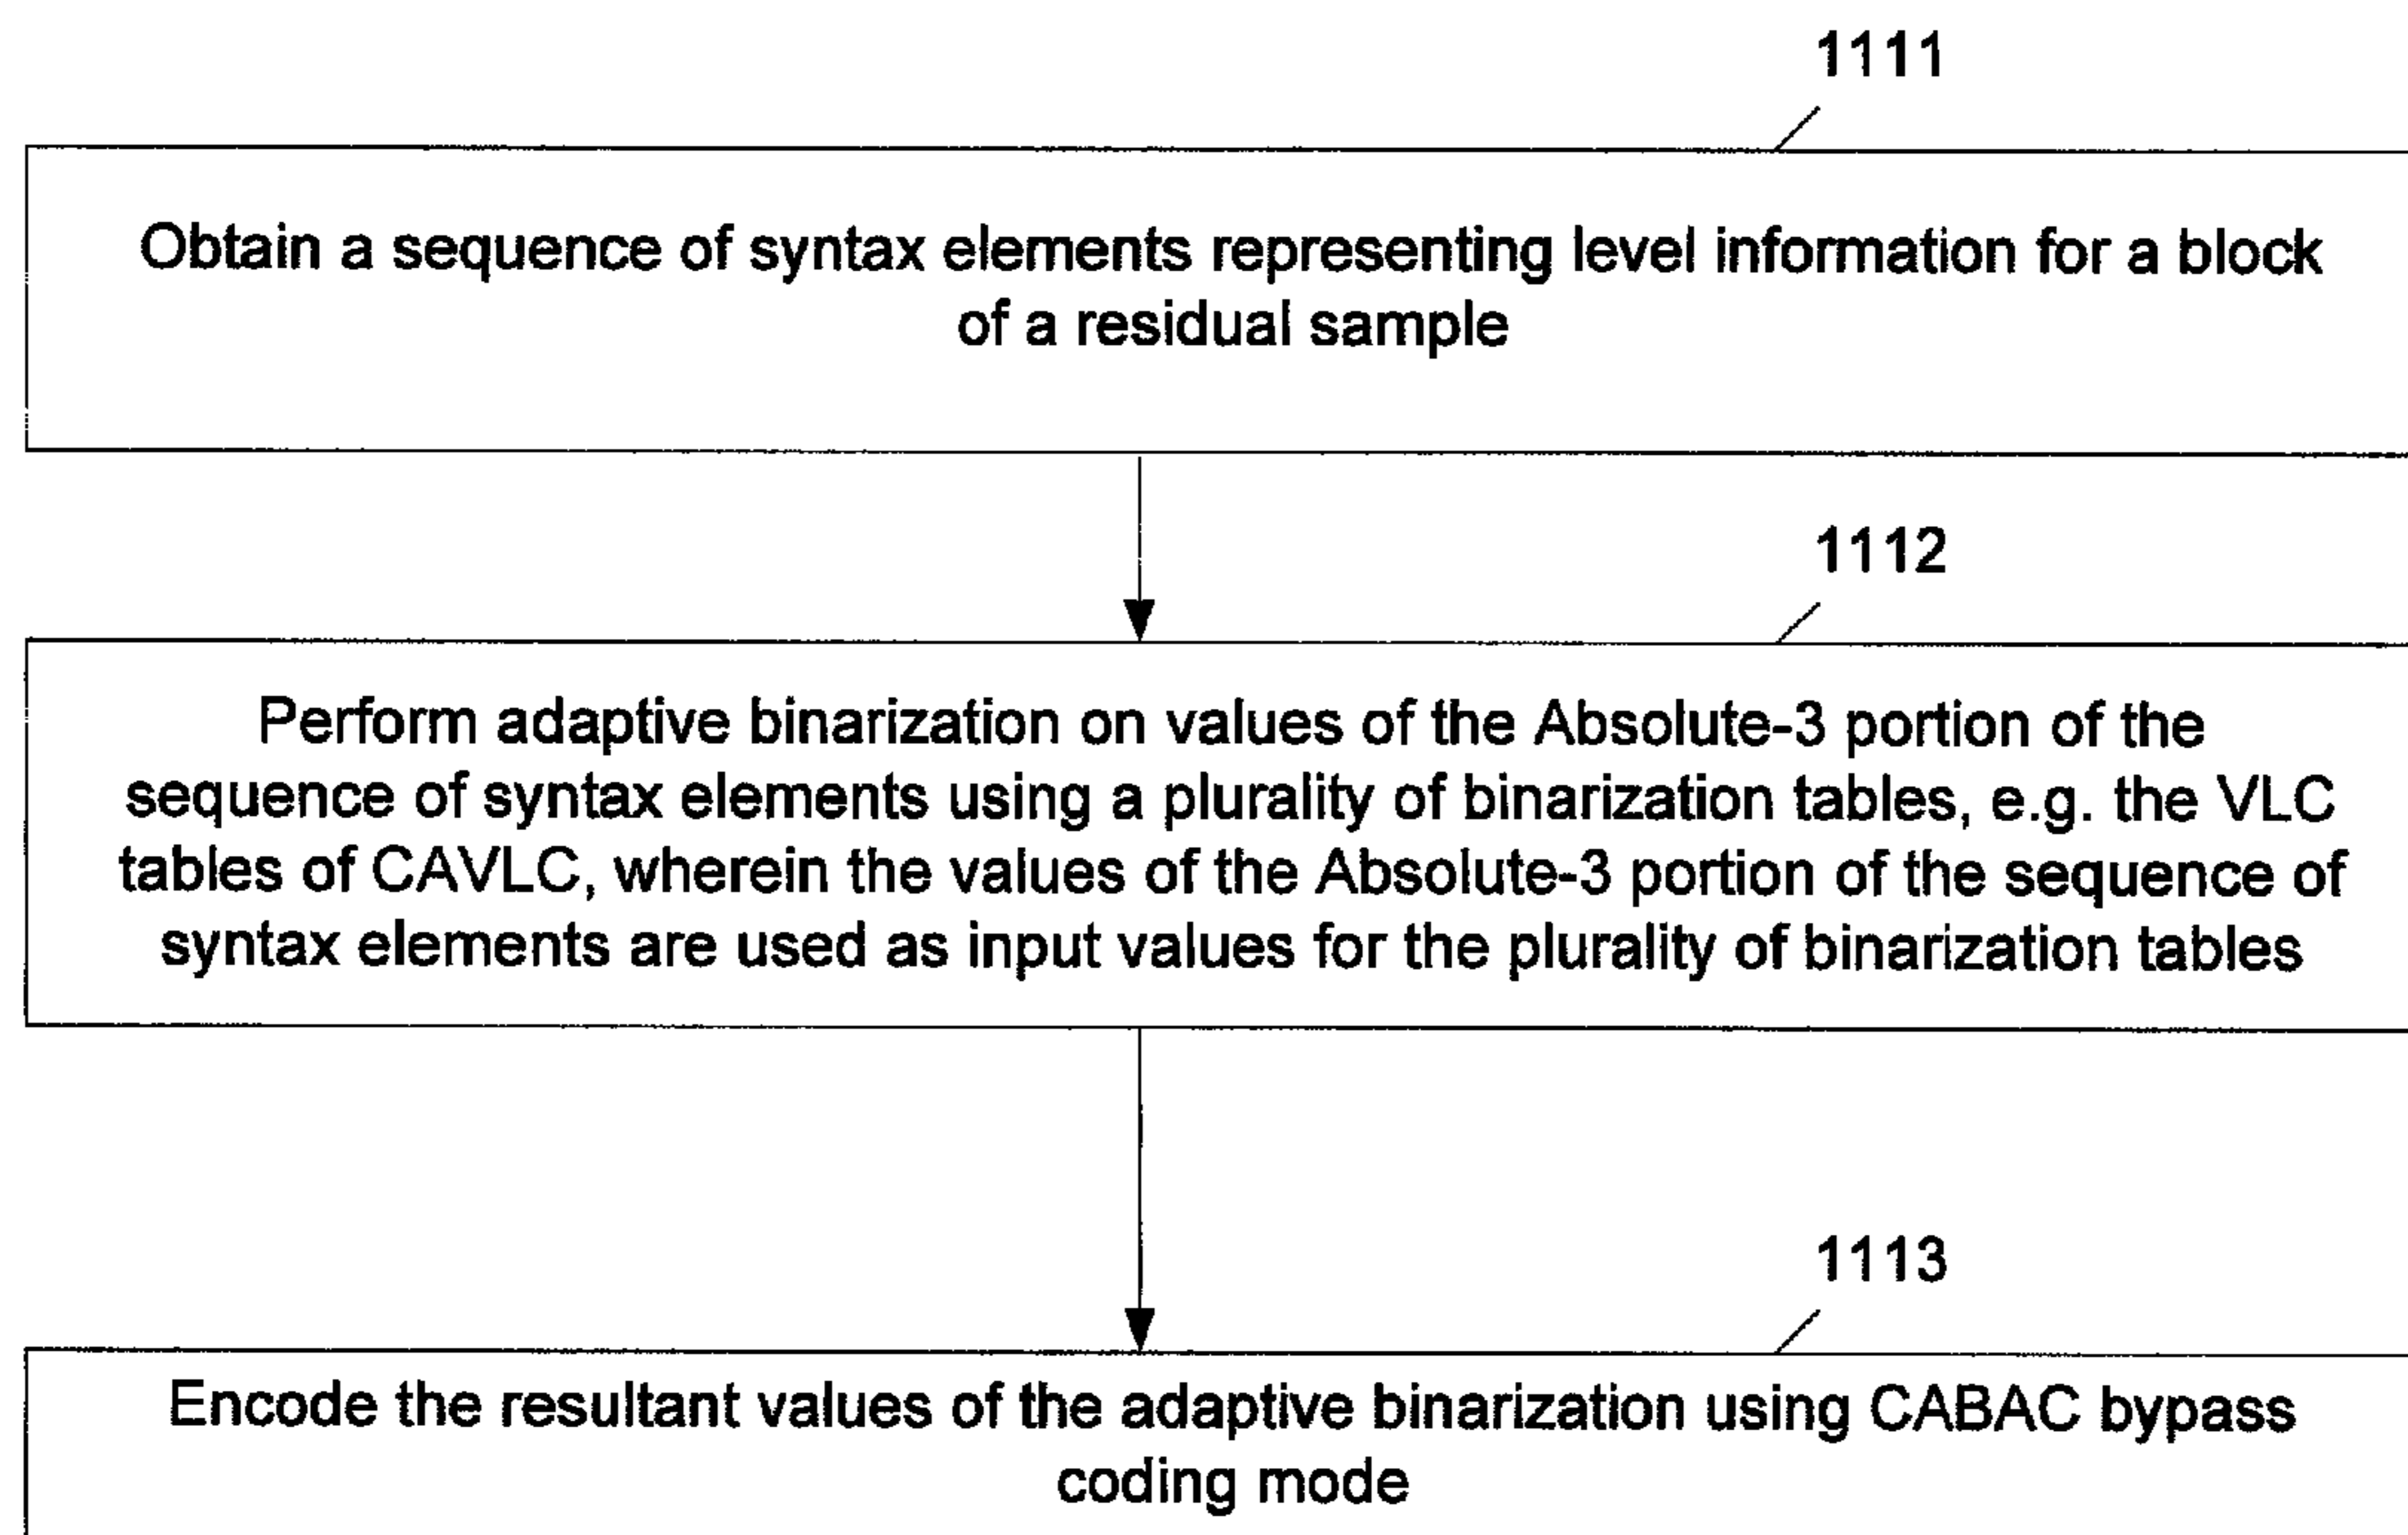 1111
Obtain a sequence of syntax elements representing level information for a block
of a residual sample
1112
Perform adaptive binarization on values of the Absolute-3 portion of the
sequence of syntax elements using a plurality of binarization tables, e.g. the VLC
tables of CAVLC, wherein the values of the Absolute-3 portion of the sequence of
syntax elements are used as input values for the plurality of binarization tables
1113
Encode the resultant values of the adaptive binarization using CABAC bypass
coding mode